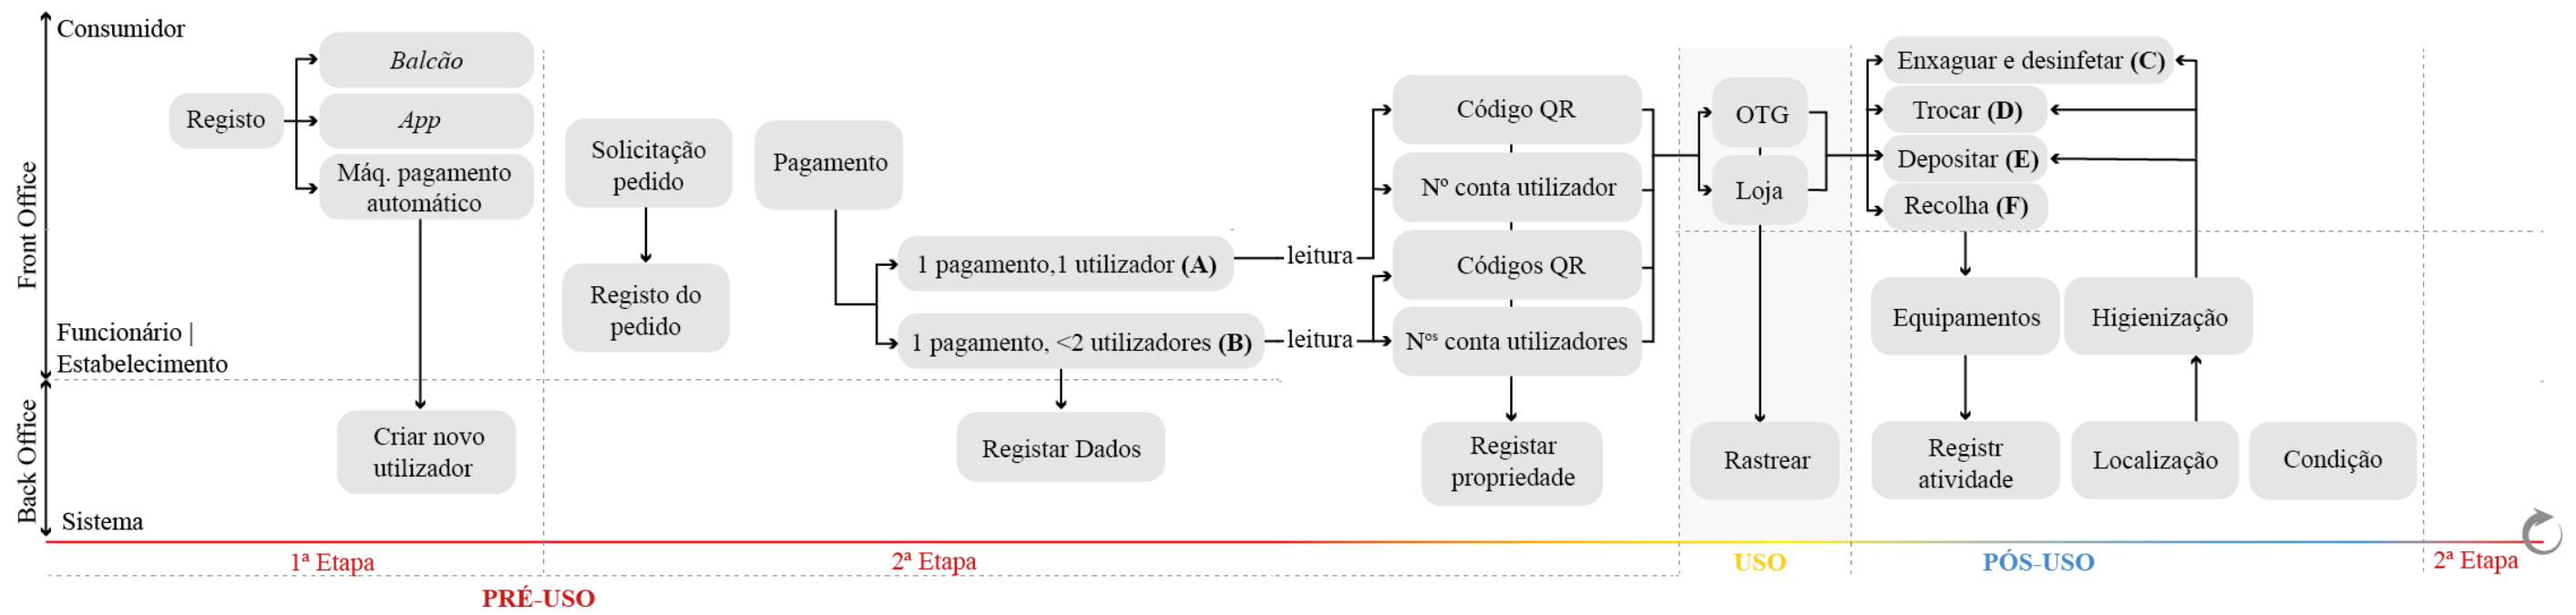 Consumidor
Front Office
Funcionário |
Estabelecimento
Back Office
Sistema
Registo
Balcão
App
Máq. pagamento
automático
Criar novo
utilizador
Solicitação
pedido
Registo do
pedido
Pagamento
1 pagamento,1 utilizador (A)
1 pagamento, <2 utilizadores (B)
Registar Dados
leitura
leitura
Código QR
Nº conta utilizador
Códigos QR
Nos conta utilizadores
Registar
propriedade
OTG
Loja
Rastrear
Enxaguar e desinfetar (C)
Trocar (D)
Depositar (E)
Recolha (F)
Equipamentos
Higienização
Registr
atividade
Localização
Condição
1ª Etapa
2ª Etapa
USO
PÓS-USO
2ª Etapa
PRÉ-USO